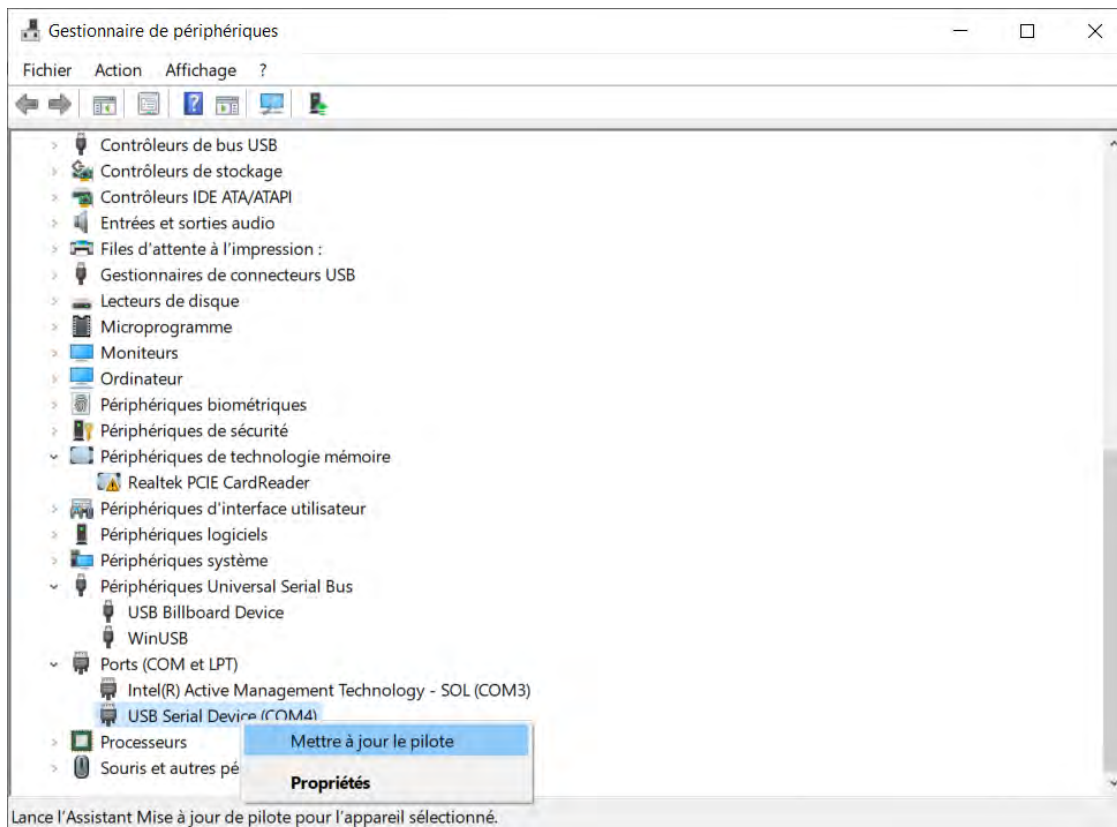 Gestionnaire de périphériques
Fichier Action Affichage ?
Contrôleurs de bus USB
Contrôleurs de stockage
Contrôleurs IDE ATA/ATAPI
Entrées et sorties audio
Files d'attente à l'impression :
Gestionnaires de connecteurs USB
Lecteurs de disque
Microprogramme
Moniteurs
Ordinateur
Périphériques biométriques
Périphériques de sécurité
Périphériques de technologie mémoire
Realtek PCIE CardReader
Périphériques d'interface utilisateur
Périphériques logiciels
Périphériques système
Périphériques Universal Serial Bus
USB Billboard Device
WinUSB
Ports (COM et LPT)
Intel(R) Active Management Technology - SOL (COM3)
USB Serial Device (COM4)
Processeurs
Mettre à jour le pilote
Souris et autres pé
Propriétés
Lance l'Assistant Mise à jour de pilote pour l'appareil sélectionné.